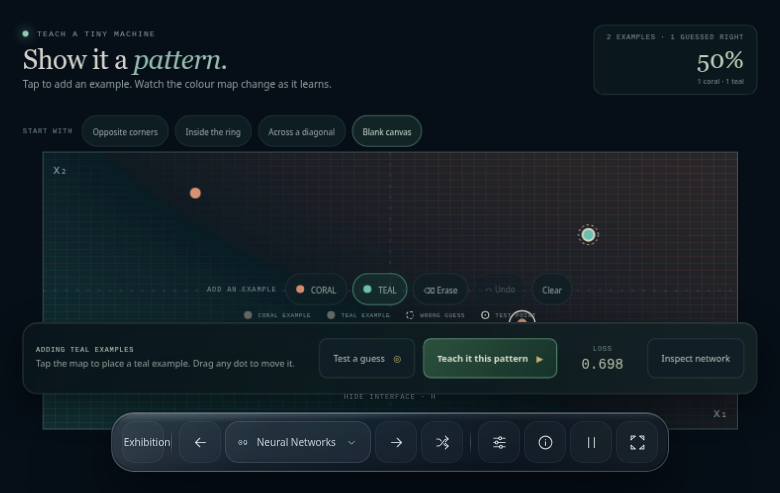 TEACH A TINY MACHINE
Show it a pattern.
Tap to add an example. Watch the colour map change as it learns.
2 EXAMPLES · 1 GUESSED RIGHT
50%
1 coral · 1 teal
START WITH
Opposite corners
Inside the ring
Across a diagonal
Blank canvas
X₂
ADD AN EXAMPLE
CORAL
TEAL
Erase
Undo
Clear
CORAL EXAMPLE
TEAL EXAMPLE
WRONG GUESS
TEST POINT
ADDING TEAL EXAMPLES
Tap the map to place a teal example. Drag any dot to move it.
Test a guess
Teach it this pattern
LOSS
0.698
Inspect network
HIDE INTERFACE · H
X₁
Exhibition
09 Neural Networks